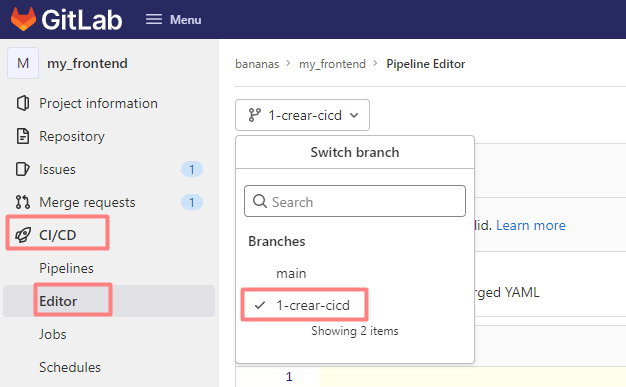 GitLab
Menu
M
my_frontend
Project information
Repository
Issues
1
Merge requests
1
CI/CD
Pipelines
Editor
Jobs
Schedules
bananas > my_frontend > Pipeline Editor
1-crear-cicd
Switch branch
Search
Branches
main
1-crear-cicd
Showing 2 items
Learn more
YAML
1